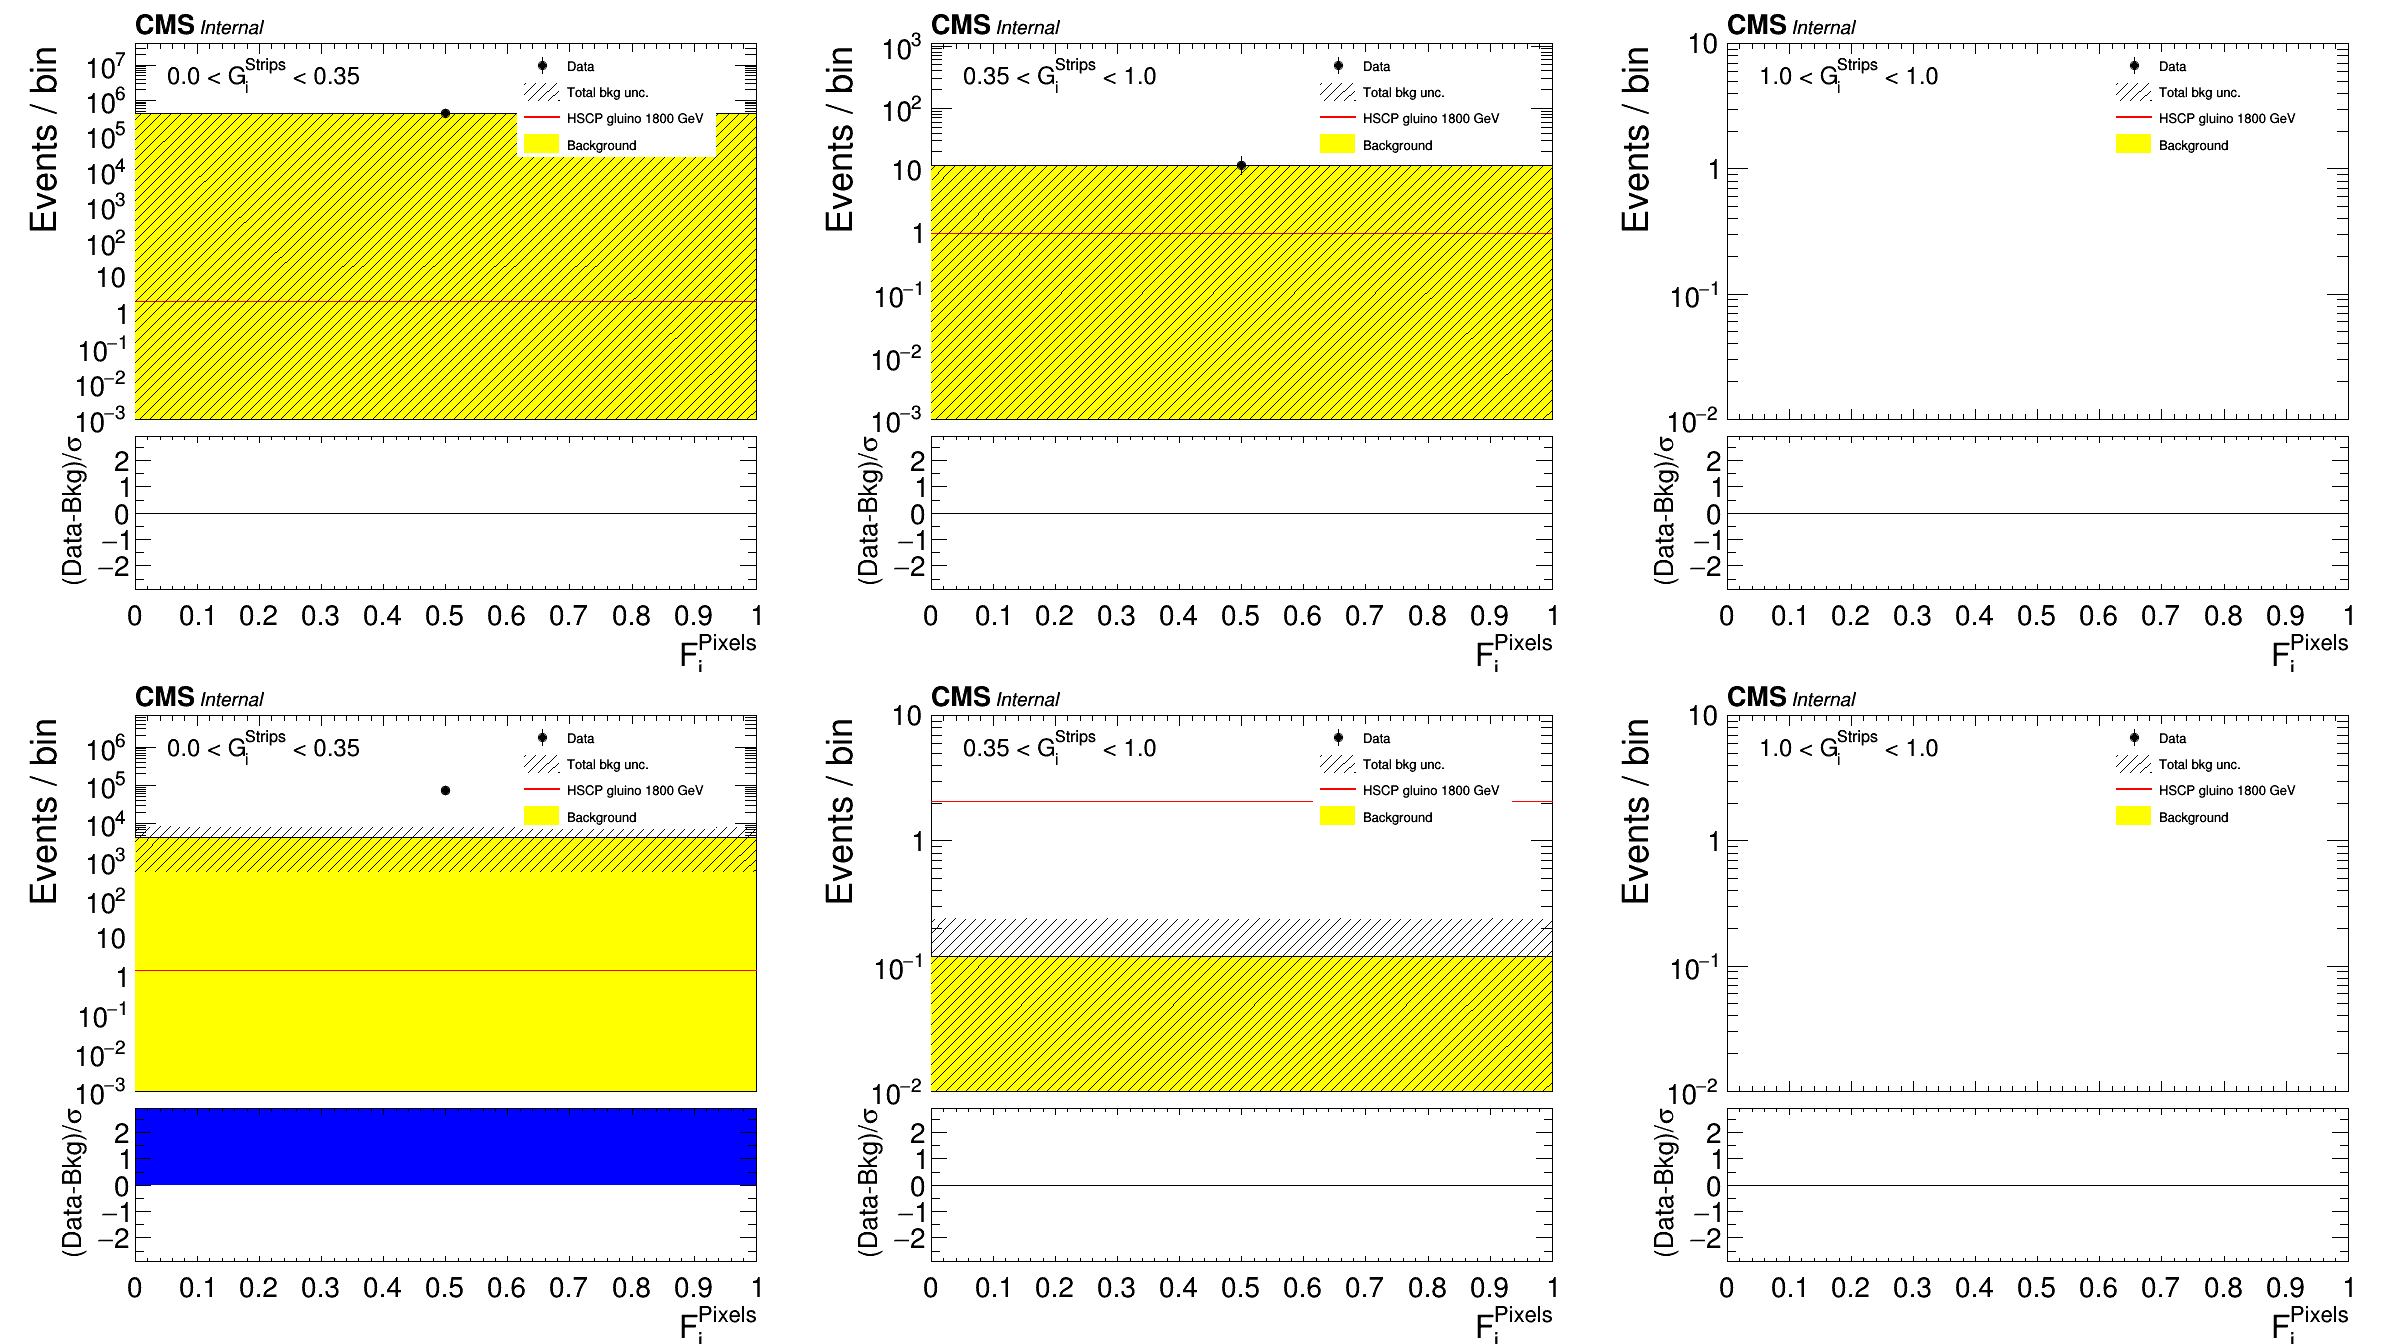 CMS Internal
Events / bin
10^7
10^6
10^5
10^4
10^3
10^2
10
1
10^−1
10^−2
10^−3
0.0 < G_i^Strips < 0.35
Data
Total bkg unc.
HSCP gluino 1800 GeV
Background
(Data-Bkg)/σ
2
1
0
−1
−2
0 0.1 0.2 0.3 0.4 0.5 0.6 0.7 0.8 0.9 1
F_i^Pixels
CMS Internal
Events / bin
10^3
10^2
10
1
10^−1
10^−2
10^−3
0.35 < G_i^Strips < 1.0
Data
Total bkg unc.
HSCP gluino 1800 GeV
Background
(Data-Bkg)/σ
2
1
0
−1
−2
0 0.1 0.2 0.3 0.4 0.5 0.6 0.7 0.8 0.9 1
F_i^Pixels
CMS Internal
Events / bin
10
1
10^−1
10^−2
1.0 < G_i^Strips < 1.0
Data
Total bkg unc.
HSCP gluino 1800 GeV
Background
(Data-Bkg)/σ
2
1
0
−1
−2
0 0.1 0.2 0.3 0.4 0.5 0.6 0.7 0.8 0.9 1
F_i^Pixels
CMS Internal
Events / bin
10^6
10^5
10^4
10^3
10^2
10
1
10^−1
10^−2
10^−3
0.0 < G_i^Strips < 0.35
Data
Total bkg unc.
HSCP gluino 1800 GeV
Background
(Data-Bkg)/σ
2
1
0
−1
−2
0 0.1 0.2 0.3 0.4 0.5 0.6 0.7 0.8 0.9 1
F_i^Pixels
CMS Internal
Events / bin
10
1
10^−1
10^−2
0.35 < G_i^Strips < 1.0
Data
Total bkg unc.
HSCP gluino 1800 GeV
Background
(Data-Bkg)/σ
2
1
0
−1
−2
0 0.1 0.2 0.3 0.4 0.5 0.6 0.7 0.8 0.9 1
F_i^Pixels
CMS Internal
Events / bin
10
1
10^−1
10^−2
1.0 < G_i^Strips < 1.0
Data
Total bkg unc.
HSCP gluino 1800 GeV
Background
(Data-Bkg)/σ
2
1
0
−1
−2
0 0.1 0.2 0.3 0.4 0.5 0.6 0.7 0.8 0.9 1
F_i^Pixels